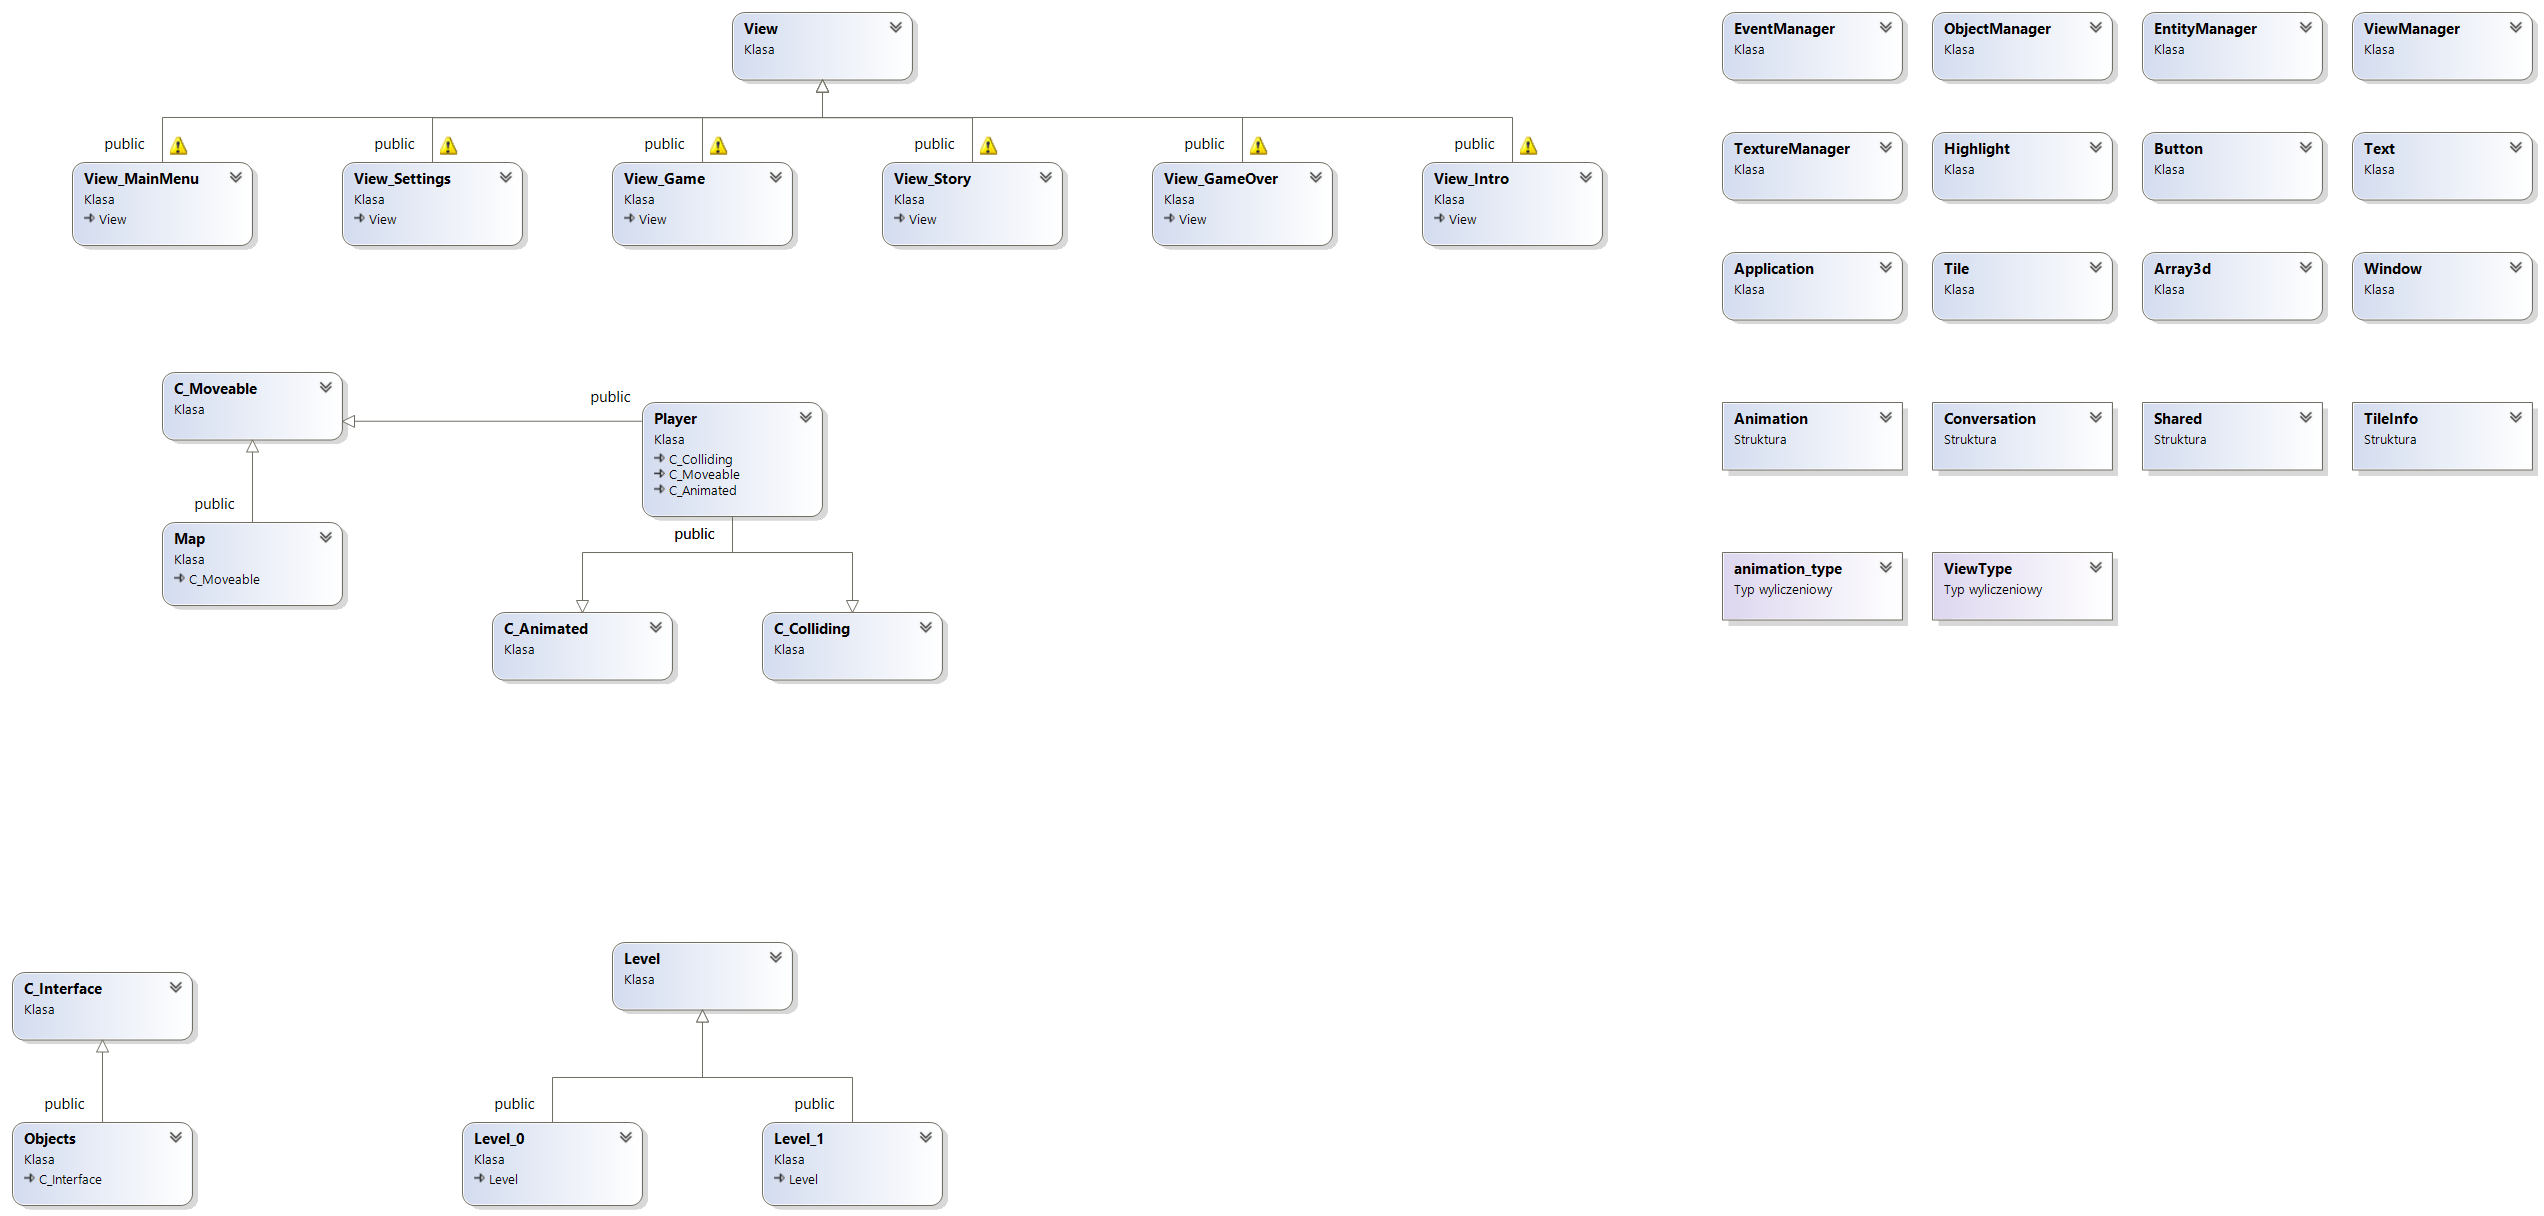 View
Klasa
public
View_MainMenu
Klasa
View
public
View_Settings
Klasa
View
public
View_Game
Klasa
View
public
View_Story
Klasa
View
public
View_GameOver
Klasa
View
public
View_Intro
Klasa
View
EventManager
Klasa
ObjectManager
Klasa
EntityManager
Klasa
ViewManager
Klasa
TextureManager
Klasa
Highlight
Klasa
Button
Klasa
Text
Klasa
Application
Klasa
Tile
Klasa
Array3d
Klasa
Window
Klasa
Animation
Struktura
Conversation
Struktura
Shared
Struktura
TileInfo
Struktura
animation_type
Typ wyliczeniowy
ViewType
Typ wyliczeniowy
C_Moveable
Klasa
public
Player
Klasa
C_Colliding
C_Moveable
C_Animated
public
Map
Klasa
C_Moveable
public
C_Animated
Klasa
C_Colliding
Klasa
C_Interface
Klasa
public
Objects
Klasa
C_Interface
Level
Klasa
public
Level_0
Klasa
Level
public
Level_1
Klasa
Level